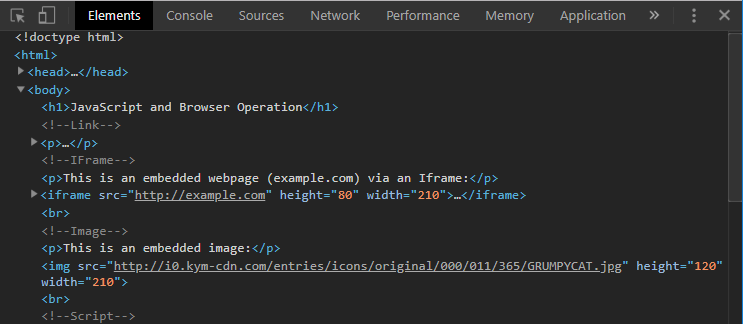 Elements Console Sources Network Performance Memory Application »
<!doctype html>
<html>
<head>…</head>
<body>
<h1>JavaScript and Browser Operation</h1>
<!--Link-->
<p>…</p>
<!--IFrame-->
<p>This is an embedded webpage (example.com) via an Iframe:</p>
<iframe src="http://example.com" height="80" width="210">…</iframe>
<br>
<!--Image-->
<p>This is an embedded image:</p>
<img src="http://i0.kym-cdn.com/entries/icons/original/000/011/365/GRUMPYCAT.jpg" height="120"
width="210">
<br>
<!--Script-->